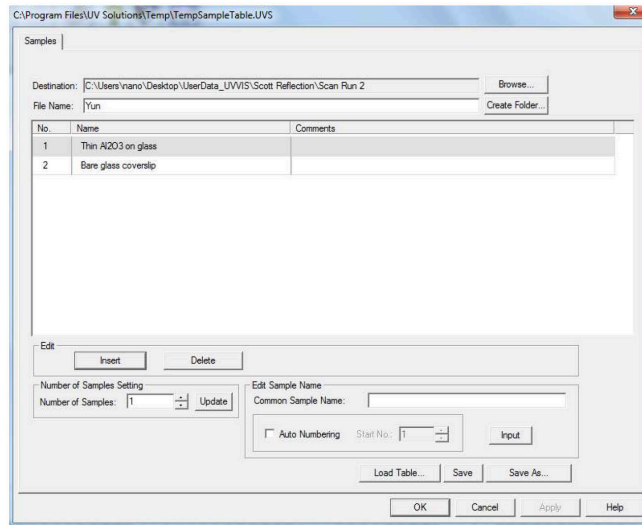 C:\Program Files\UV Solutions\Temp\TempSampleTable.UVS
Samples
Destination: C:\Users\nano\Desktop\UserData_UVVIS\Scott Reflection\Scan Run 2 Browse...
File Name: Yun Create Folder...
No. Name Comments
1 Thin Al2O3 on glass
2 Bare glass coverslip
Edit
Insert Delete
Number of Samples Setting Edit Sample Name
Number of Samples: 1 Update Common Sample Name:
Auto Numbering Start No.: 1 Input
Load Table... Save Save As...
OK Cancel Apply Help